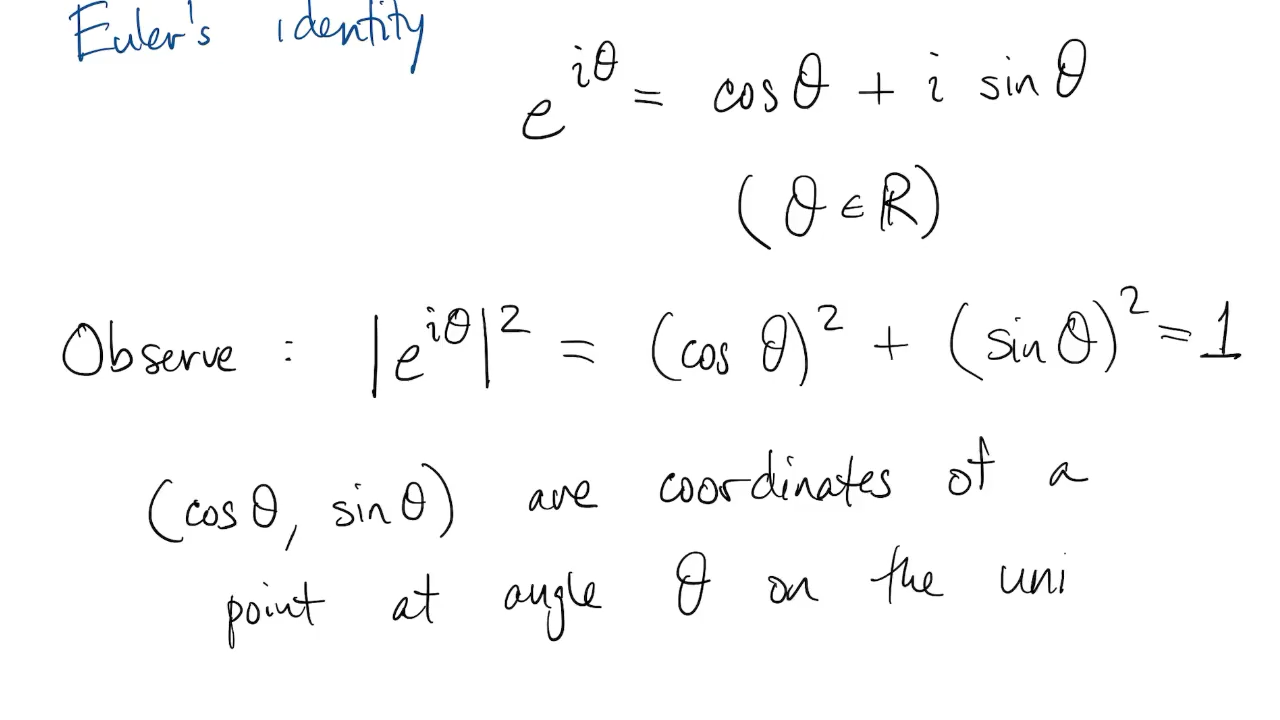 Euler's identity
e^{iθ} = cos θ + i sin θ
(θ ∈ ℝ)
Observe : |e^{iθ}|² = (cos θ)² + (sin θ)² = 1
(cos θ, sin θ) are coordinates of a
point at angle θ on the uni